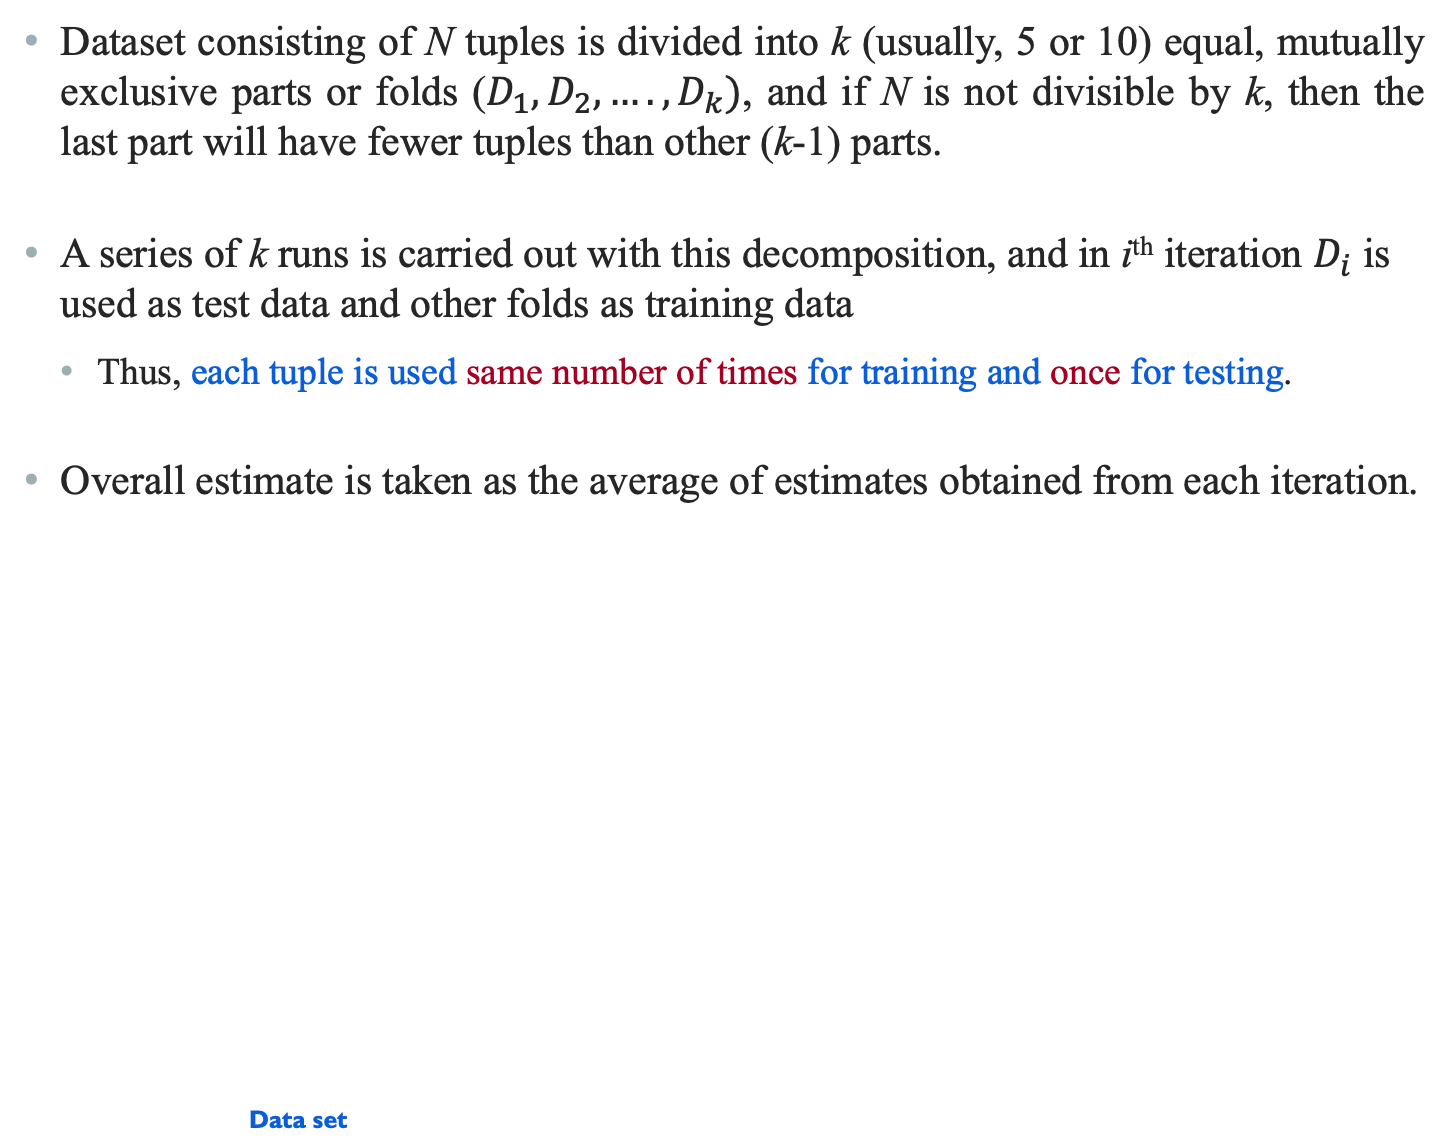 • Dataset consisting of N tuples is divided into k (usually, 5 or 10) equal, mutually
exclusive parts or folds (D₁, D₂, …. , Dₖ), and if N is not divisible by k, then the
last part will have fewer tuples than other (k-1) parts.
• A series of k runs is carried out with this decomposition, and in iᵗʰ iteration Dᵢ is
used as test data and other folds as training data
• Thus, each tuple is used same number of times for training and once for testing.
• Overall estimate is taken as the average of estimates obtained from each iteration.
Data set